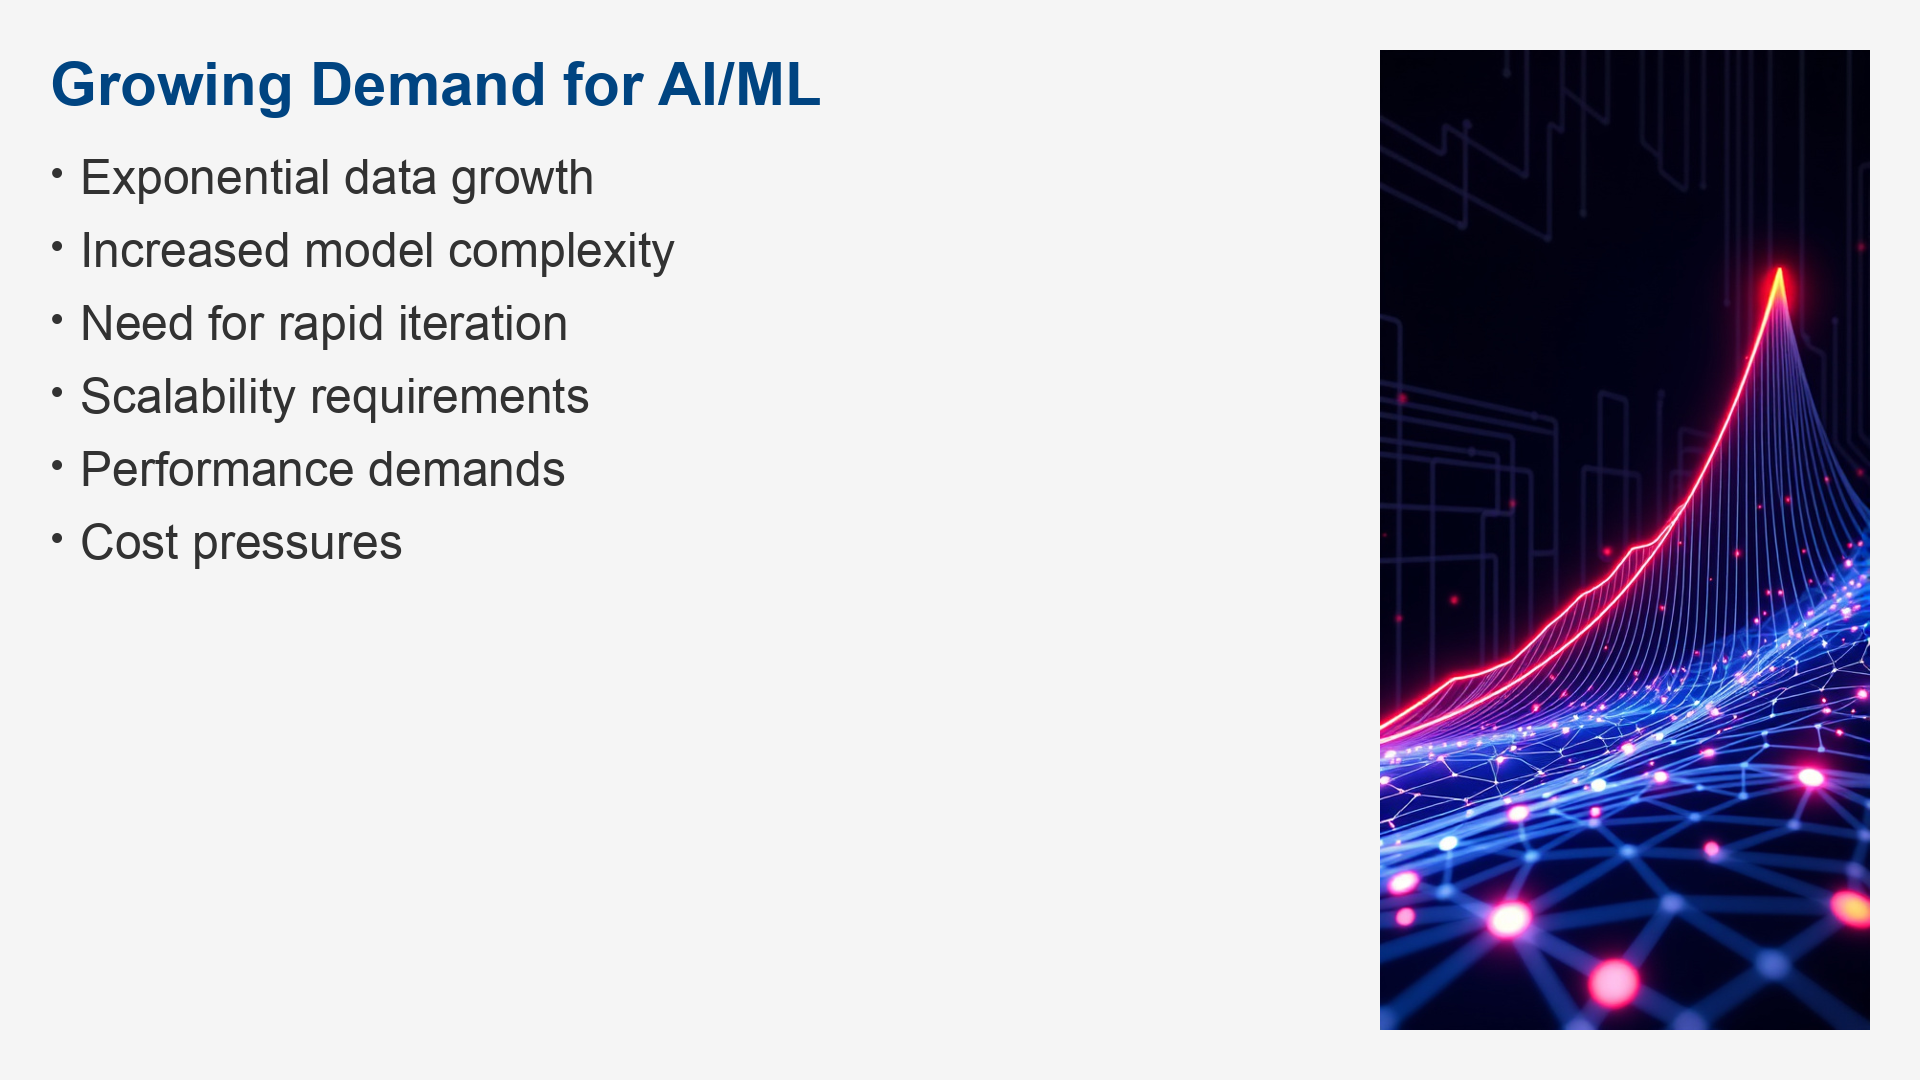 Growing Demand for AI/ML
• Exponential data growth
• Increased model complexity
• Need for rapid iteration
• Scalability requirements
• Performance demands
• Cost pressures